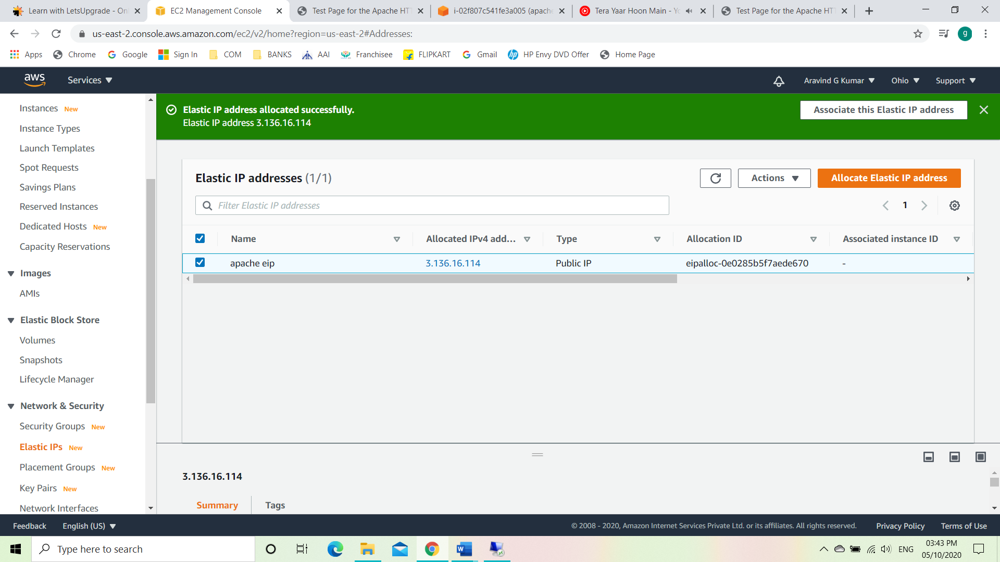 Learn with LetsUpgrade - Onl
EC2 Management Console
Test Page for the Apache HTT
i-02f807c541fe3a005 (apache
Tera Yaar Hoon Main - Yo
Test Page for the Apache HTT
us-east-2.console.aws.amazon.com/ec2/v2/home?region=us-east-2#Addresses:
g
Apps
Chrome
Google
Sign In
COM
BANKS
AAI
Franchisee
FLIPKART
Gmail
HP Envy DVD Offer
Home Page
aws
Services
Aravind G Kumar
Ohio
Support
Instances New
Instance Types
Launch Templates
Spot Requests
Savings Plans
Reserved Instances
Dedicated Hosts New
Capacity Reservations
Images
AMIs
Elastic Block Store
Volumes
Snapshots
Lifecycle Manager
Network & Security
Security Groups New
Elastic IPs New
Placement Groups New
Key Pairs New
Network Interfaces
Elastic IP address allocated successfully.
Elastic IP address 3.136.16.114
Associate this Elastic IP address
Elastic IP addresses (1/1)
Actions
Allocate Elastic IP address
Filter Elastic IP addresses
1
Name
Allocated IPv4 add...
Type
Allocation ID
Associated instance ID
apache eip
3.136.16.114
Public IP
eipalloc-0e0285b5f7aede670
-
3.136.16.114
Summary
Tags
Feedback
English (US)
© 2008 - 2020, Amazon Internet Services Private Ltd. or its affiliates. All rights reserved.
Privacy Policy
Terms of Use
Type here to search
ENG
03:43 PM
05/10/2020